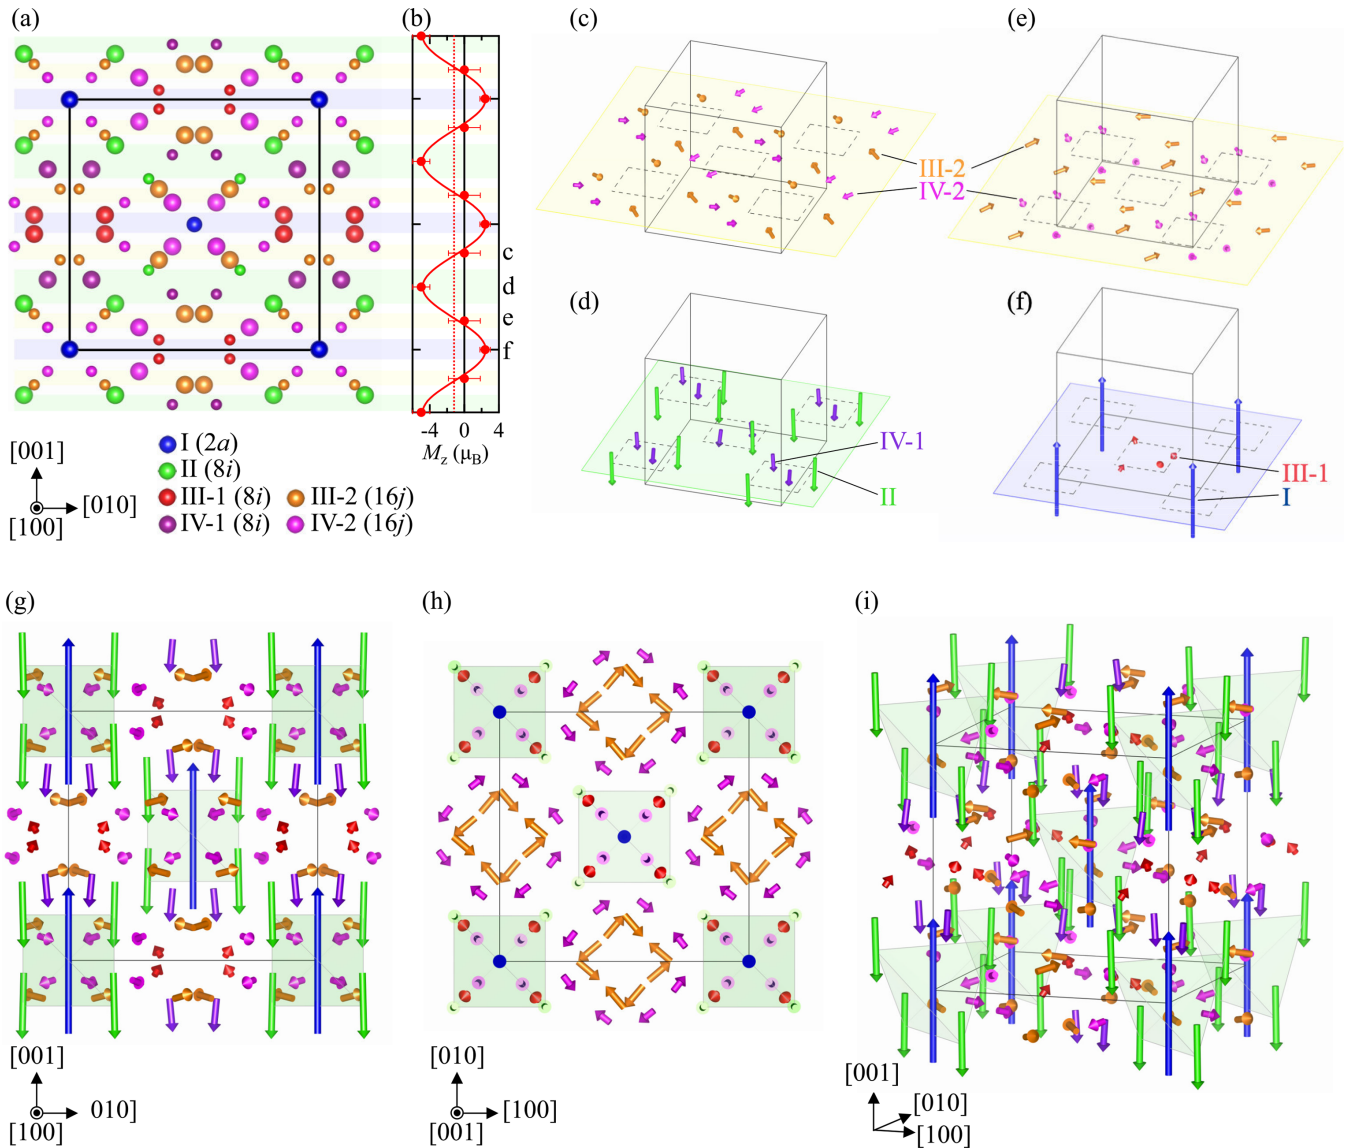 (a)
(b)
(c)
(e)
III-2
IV-2
c
d
e
f
(d)
(f)
IV-1
II
III-1
I
-4 0 4
M_z (μ_B)
[001]
[010]
[100]
I (2a)
II (8i)
III-1 (8i) III-2 (16j)
IV-1 (8i) IV-2 (16j)
(g)
(h)
(i)
[001]
010]
[100]
[010]
[100]
[001]
[001]
[010]
[100]